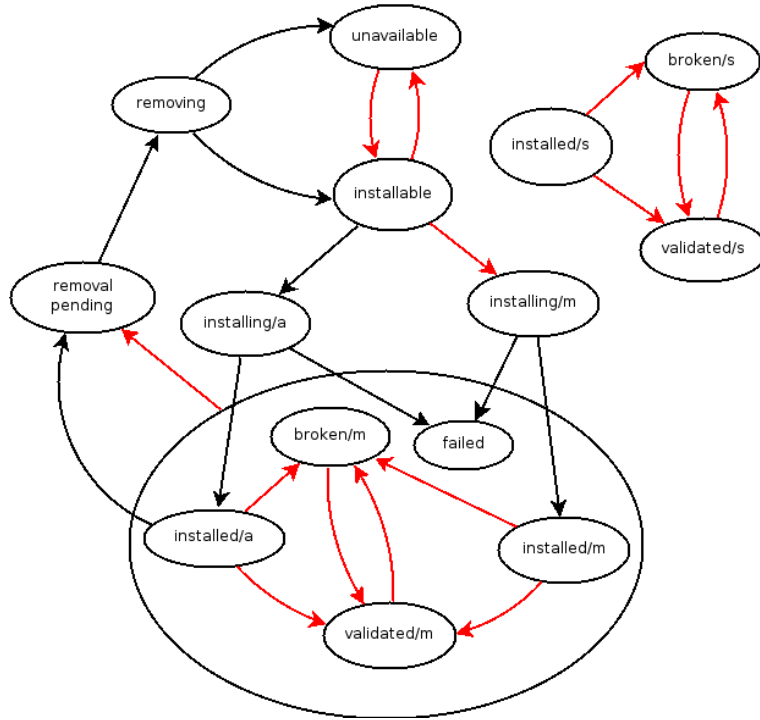 unavailable
broken/s
removing
installed/s
installable
validated/s
removal
pending
installing/a
installing/m
broken/m
failed
installed/a
installed/m
validated/m